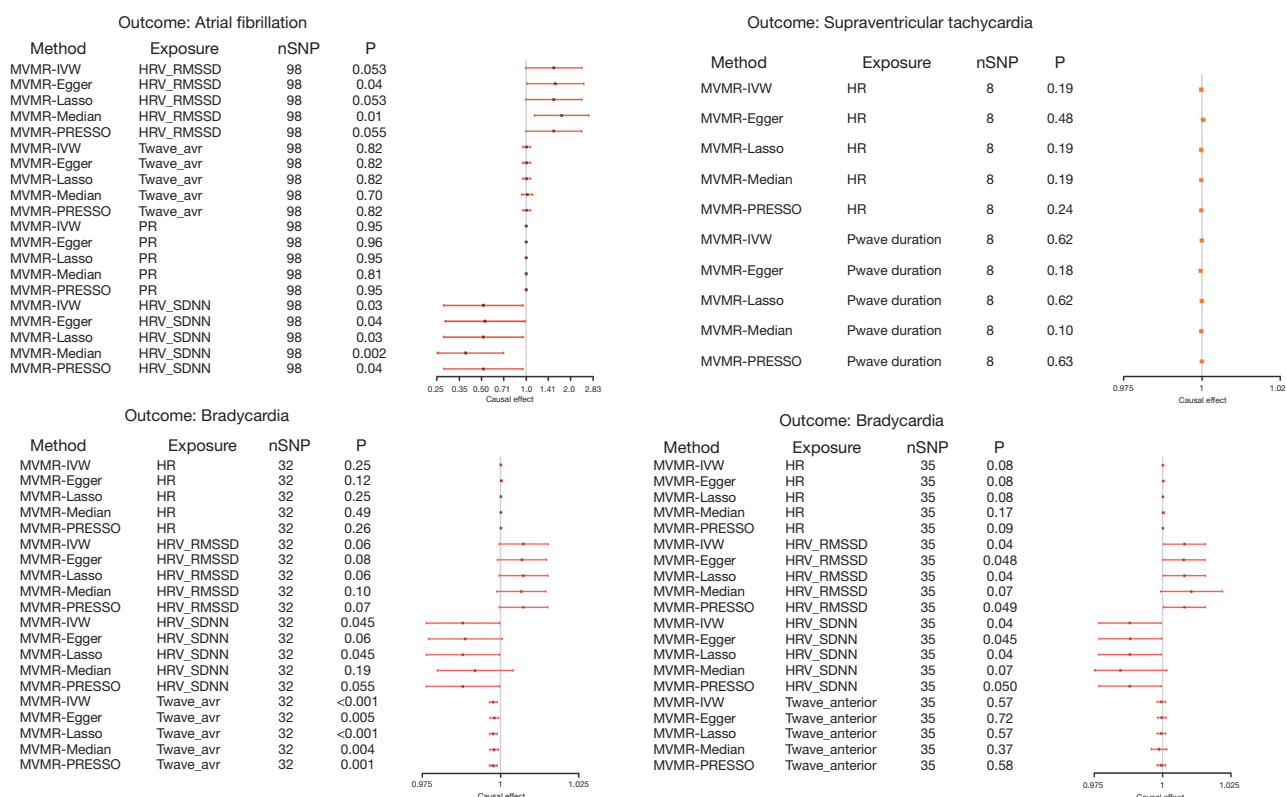 Outcome: Atrial fibrillation
Method Exposure nSNP P
MVMR-IVW HRV_RMSSD 98 0.053
MVMR-Egger HRV_RMSSD 98 0.04
MVMR-Lasso HRV_RMSSD 98 0.053
MVMR-Median HRV_RMSSD 98 0.01
MVMR-PRESSO HRV_RMSSD 98 0.055
MVMR-IVW Twave_avr 98 0.82
MVMR-Egger Twave_avr 98 0.82
MVMR-Lasso Twave_avr 98 0.82
MVMR-Median Twave_avr 98 0.70
MVMR-PRESSO Twave_avr 98 0.82
MVMR-IVW PR 98 0.95
MVMR-Egger PR 98 0.96
MVMR-Lasso PR 98 0.95
MVMR-Median PR 98 0.81
MVMR-PRESSO PR 98 0.95
MVMR-IVW HRV_SDNN 98 0.03
MVMR-Egger HRV_SDNN 98 0.04
MVMR-Lasso HRV_SDNN 98 0.03
MVMR-Median HRV_SDNN 98 0.002
MVMR-PRESSO HRV_SDNN 98 0.04
0.25 0.35 0.50 0.71 1.0 1.41 2.0 2.83
Causal effect
Outcome: Supraventricular tachycardia
Method Exposure nSNP P
MVMR-IVW HR 8 0.19
MVMR-Egger HR 8 0.48
MVMR-Lasso HR 8 0.19
MVMR-Median HR 8 0.19
MVMR-PRESSO HR 8 0.24
MVMR-IVW Pwave duration 8 0.62
MVMR-Egger Pwave duration 8 0.18
MVMR-Lasso Pwave duration 8 0.62
MVMR-Median Pwave duration 8 0.10
MVMR-PRESSO Pwave duration 8 0.63
0.975 1 1.02
Causal effect
Outcome: Bradycardia
Method Exposure nSNP P
MVMR-IVW HR 32 0.25
MVMR-Egger HR 32 0.12
MVMR-Lasso HR 32 0.25
MVMR-Median HR 32 0.49
MVMR-PRESSO HR 32 0.26
MVMR-IVW HRV_RMSSD 32 0.06
MVMR-Egger HRV_RMSSD 32 0.08
MVMR-Lasso HRV_RMSSD 32 0.06
MVMR-Median HRV_RMSSD 32 0.10
MVMR-PRESSO HRV_RMSSD 32 0.07
MVMR-IVW HRV_SDNN 32 0.045
MVMR-Egger HRV_SDNN 32 0.06
MVMR-Lasso HRV_SDNN 32 0.045
MVMR-Median HRV_SDNN 32 0.19
MVMR-PRESSO HRV_SDNN 32 0.055
MVMR-IVW Twave_avr 32 <0.001
MVMR-Egger Twave_avr 32 0.005
MVMR-Lasso Twave_avr 32 <0.001
MVMR-Median Twave_avr 32 0.004
MVMR-PRESSO Twave_avr 32 0.001
0.975 1 1.025
Causal effect
Outcome: Bradycardia
Method Exposure nSNP P
MVMR-IVW HR 35 0.08
MVMR-Egger HR 35 0.08
MVMR-Lasso HR 35 0.08
MVMR-Median HR 35 0.17
MVMR-PRESSO HR 35 0.09
MVMR-IVW HRV_RMSSD 35 0.04
MVMR-Egger HRV_RMSSD 35 0.048
MVMR-Lasso HRV_RMSSD 35 0.04
MVMR-Median HRV_RMSSD 35 0.07
MVMR-PRESSO HRV_RMSSD 35 0.049
MVMR-IVW HRV_SDNN 35 0.04
MVMR-Egger HRV_SDNN 35 0.045
MVMR-Lasso HRV_SDNN 35 0.04
MVMR-Median HRV_SDNN 35 0.07
MVMR-PRESSO HRV_SDNN 35 0.050
MVMR-IVW Twave_anterior 35 0.57
MVMR-Egger Twave_anterior 35 0.72
MVMR-Lasso Twave_anterior 35 0.57
MVMR-Median Twave_anterior 35 0.37
MVMR-PRESSO Twave_anterior 35 0.58
0.975 1 1.025
Causal effect